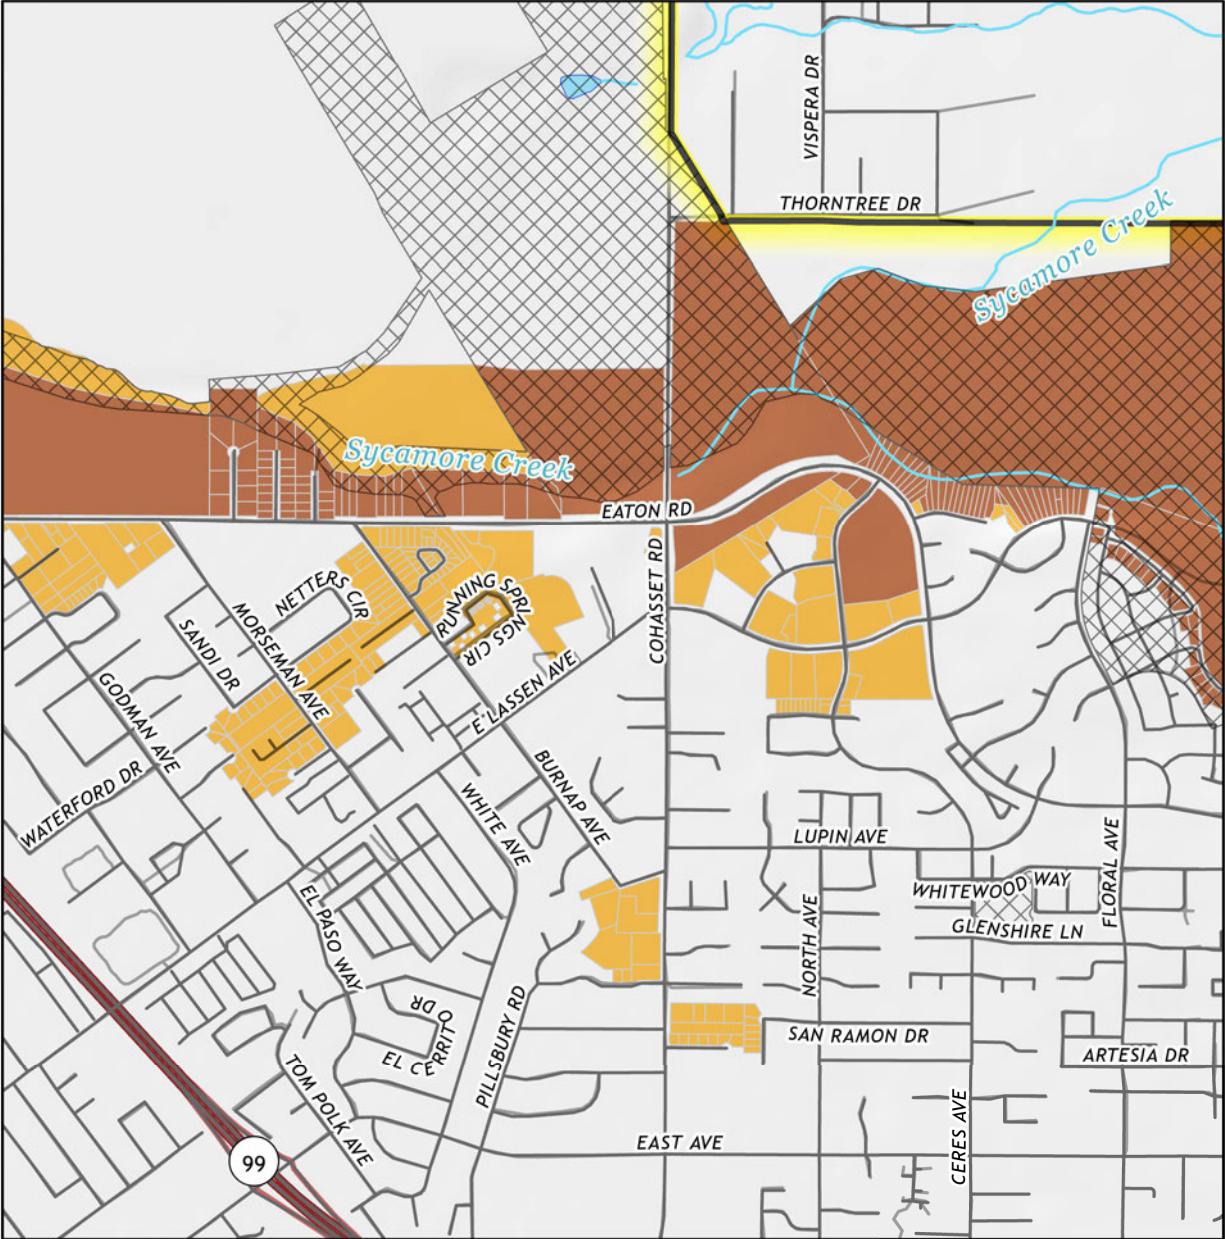 VISPERA DR
THORNTREE DR
Sycamore Creek
Sycamore Creek
EATON RD
COHASSET RD
NETTERS CIR
RUNNING SPRINGS CIR
SANDI DR
MORSEMAN AVE
GODMAN AVE
E LASSEN AVE
WATERFORD DR
BURNAP AVE
WHITE AVE
LUPIN AVE
FLORAL AVE
WHITEWOOD WAY
GLENSHIRE LN
EL PASO WAY
NORTH AVE
EL CERRITO DR
PILLSBURY RD
SAN RAMON DR
ARTESIA DR
TOM POLK AVE
CERES AVE
EAST AVE
99